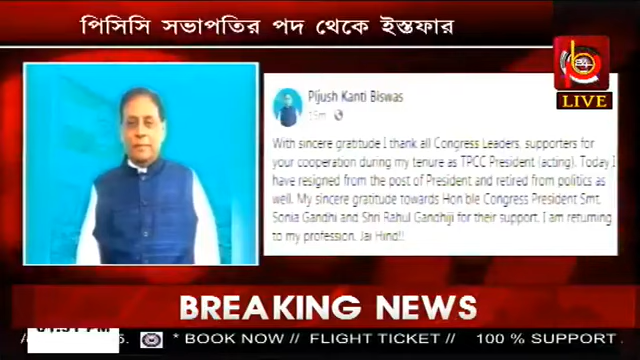 পিসিসি সভাপতির পদ থেকে ইস্তফার
24
LIVE
Pijush Kanti Biswas
15m
With sincere gratitude I thank all Congress Leaders, supporters for
your cooperation during my tenure as TPCC President (acting). Today I
have resigned from the post of President and retired from politics as
well. My sincere gratitude towards Hon'ble Congress President Smt.
Sonia Gandhi and Shri Rahul Gandhiji for their support. I am returning
to my profession. Jai Hind!!
BREAKING NEWS
* BOOK NOW // FLIGHT TICKET // 100 % SUPPORT